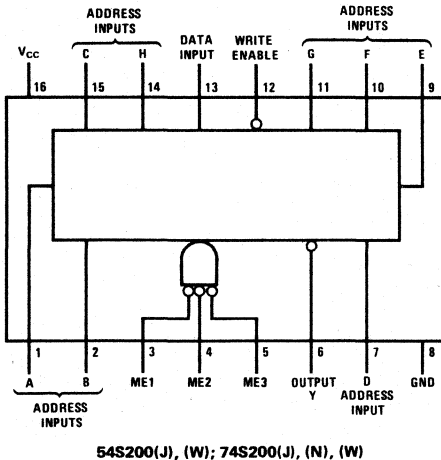 ADDRESS INPUTS
DATA INPUT
WRITE ENABLE
ADDRESS INPUTS
VCC C H G F E
16 15 14 13 12 11 10 9
1 2 3 4 5 6 7 8
A B ME1 ME2 ME3 OUTPUT Y D ADDRESS INPUT GND
ADDRESS INPUTS
54S200(J), (W); 74S200(J), (N), (W)